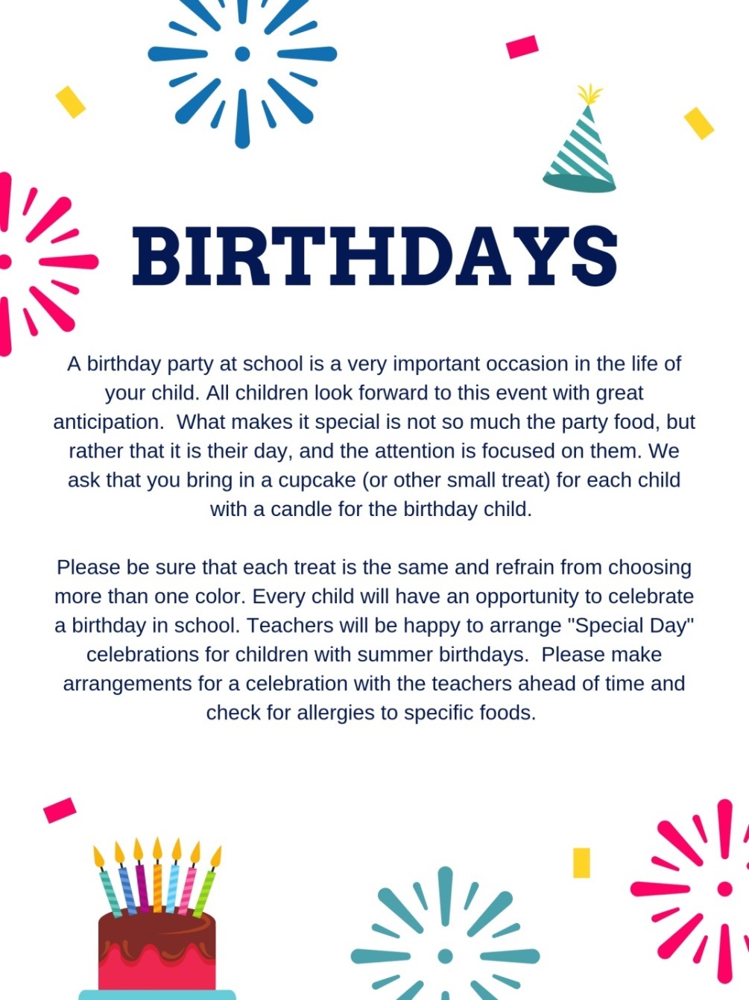 BIRTHDAYS
A birthday party at school is a very important occasion in the life of
your child. All children look forward to this event with great
anticipation.  What makes it special is not so much the party food, but
rather that it is their day, and the attention is focused on them. We
ask that you bring in a cupcake (or other small treat) for each child
with a candle for the birthday child.
Please be sure that each treat is the same and refrain from choosing
more than one color. Every child will have an opportunity to celebrate
a birthday in school. Teachers will be happy to arrange "Special Day"
celebrations for children with summer birthdays.  Please make
arrangements for a celebration with the teachers ahead of time and
check for allergies to specific foods.